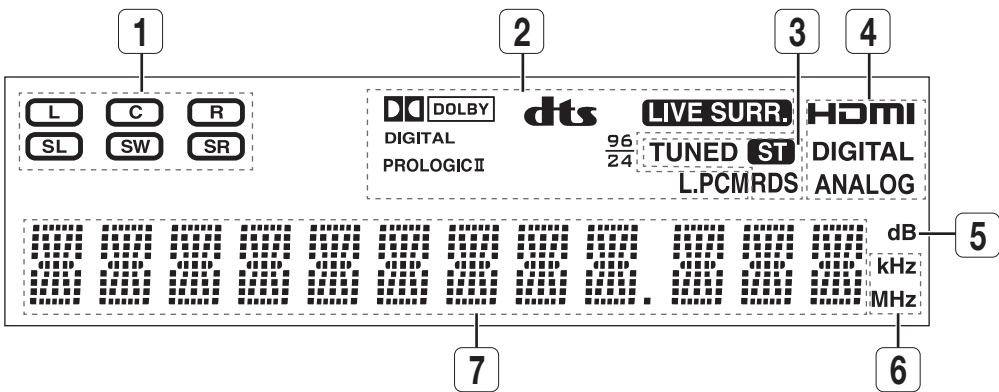 1 2 3 4
L C R
SL SW SR
DOLBY dts LIVE SURR. HDMI
DIGITAL 96 TUNED ST DIGITAL
PROLOGIC II 24
L.PCM RDS ANALOG
dB 5
kHz
MHz
7 6